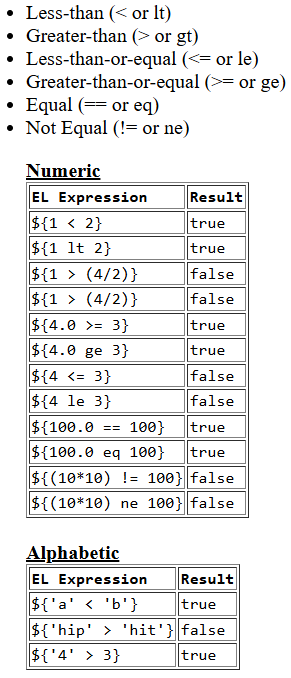 • Less-than (< or lt)
• Greater-than (> or gt)
• Less-than-or-equal (<= or le)
• Greater-than-or-equal (>= or ge)
• Equal (== or eq)
• Not Equal (!= or ne)
Numeric
EL Expression Result
${1 < 2} true
${1 lt 2} true
${1 > (4/2)} false
${1 > (4/2)} false
${4.0 >= 3} true
${4.0 ge 3} true
${4 <= 3} false
${4 le 3} false
${100.0 == 100} true
${100.0 eq 100} true
${(10*10) != 100} false
${(10*10) ne 100} false
Alphabetic
EL Expression Result
${'a' < 'b'} true
${'hip' > 'hit'} false
${'4' > 3} true